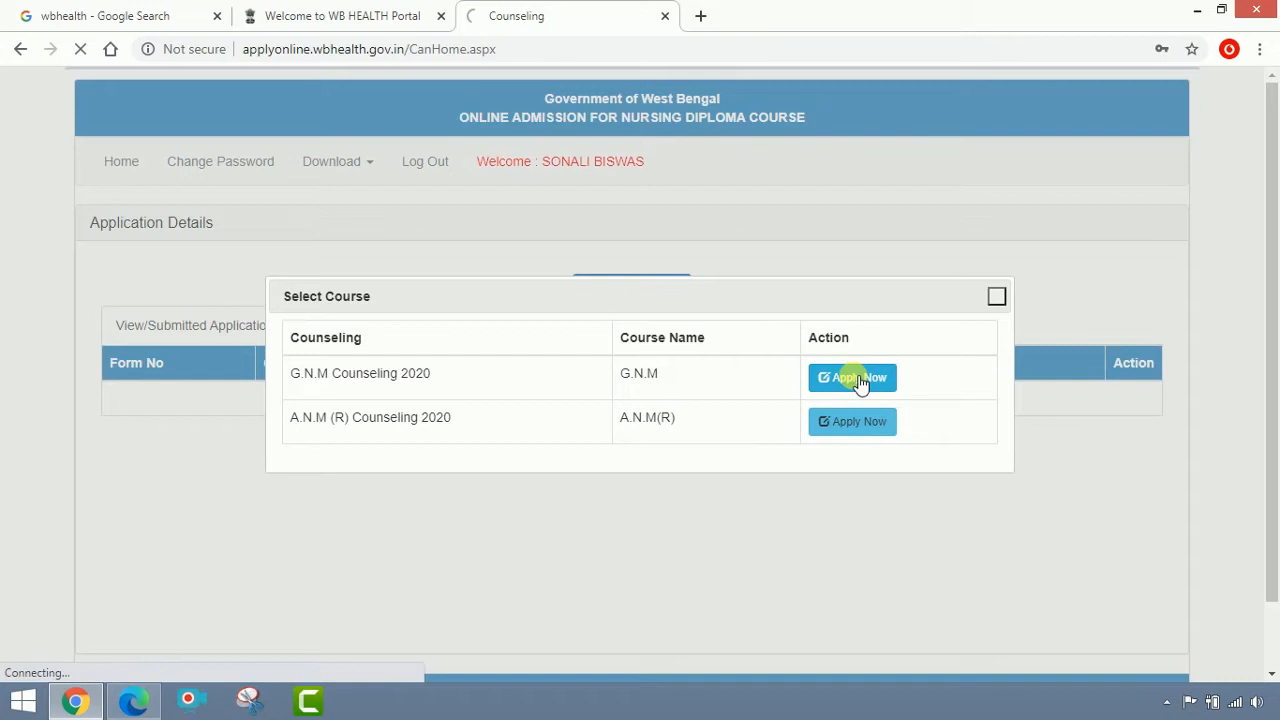 wbhealth - Google Search
Welcome to WB HEALTH Portal
Counseling
Not secure
applyonline.wbhealth.gov.in/CanHome.aspx
Government of West Bengal
ONLINE ADMISSION FOR NURSING DIPLOMA COURSE
Home Change Password Download Log Out Welcome : SONALI BISWAS
Application Details
Select Course
View/Submitted Applicatio
Counseling Course Name Action
Form No Action
G.N.M Counseling 2020 G.N.M Apply Now
A.N.M (R) Counseling 2020 A.N.M(R) Apply Now
Connecting...